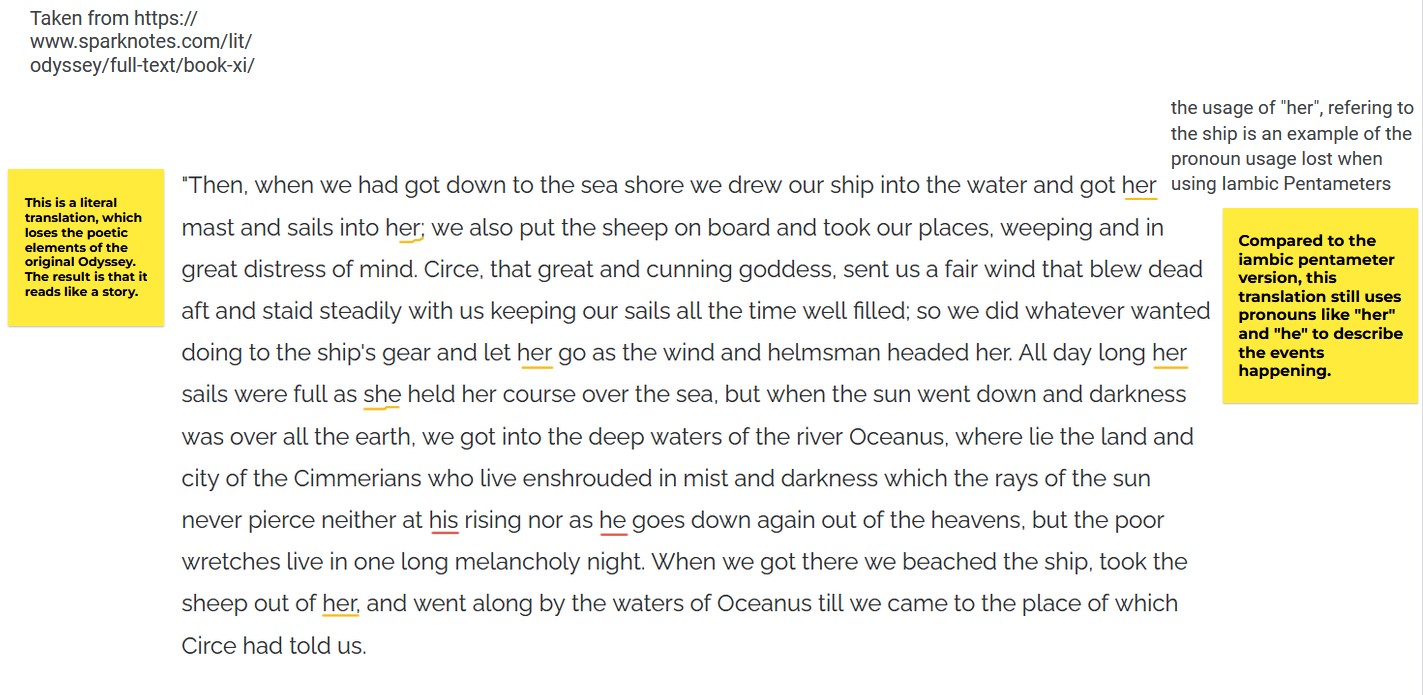 Taken from https://
www.sparknotes.com/lit/
odyssey/full-text/book-xi/
the usage of "her", refering to
the ship is an example of the
pronoun usage lost when
using Iambic Pentameters
This is a literal
translation, which
loses the poetic
elements of the
original Odyssey.
The result is that it
reads like a story.
"Then, when we had got down to the sea shore we drew our ship into the water and got her
mast and sails into her; we also put the sheep on board and took our places, weeping and in
great distress of mind. Circe, that great and cunning goddess, sent us a fair wind that blew dead
aft and staid steadily with us keeping our sails all the time well filled; so we did whatever wanted
doing to the ship's gear and let her go as the wind and helmsman headed her. All day long her
sails were full as she held her course over the sea, but when the sun went down and darkness
was over all the earth, we got into the deep waters of the river Oceanus, where lie the land and
city of the Cimmerians who live enshrouded in mist and darkness which the rays of the sun
never pierce neither at his rising nor as he goes down again out of the heavens, but the poor
wretches live in one long melancholy night. When we got there we beached the ship, took the
sheep out of her, and went along by the waters of Oceanus till we came to the place of which
Circe had told us.
Compared to the
iambic pentameter
version, this
translation still uses
pronouns like "her"
and "he" to describe
the events
happening.